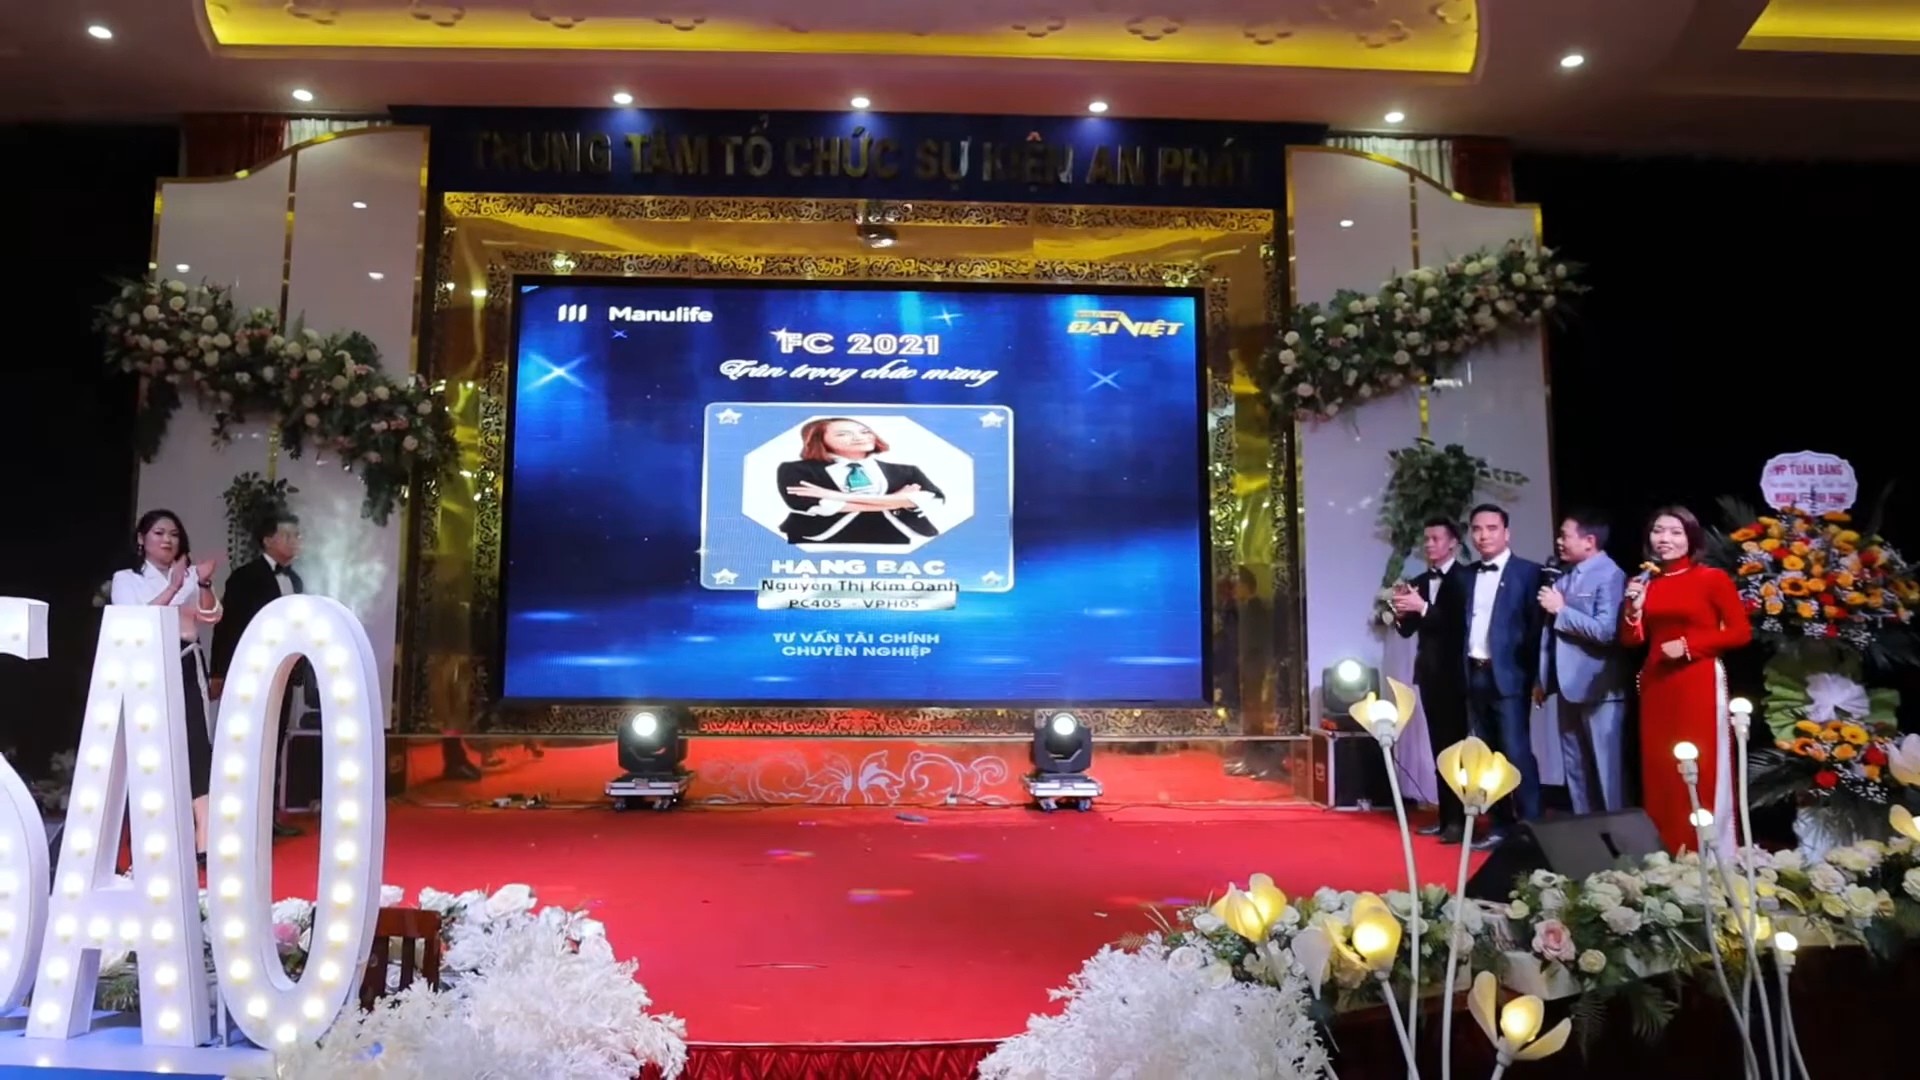 TRUNG TÂM TỔ CHỨC SỰ KIỆN AN PHÁT
Manulife
ĐẠI VIỆT
FC 2021
Trân trọng chúc mừng
HẠNG BẠC
Nguyễn Thị Kim Oanh
PC405 - VPH05
TƯ VẤN TÀI CHÍNH
CHUYÊN NGHIỆP
VP TUẤN BẰNG
SAO